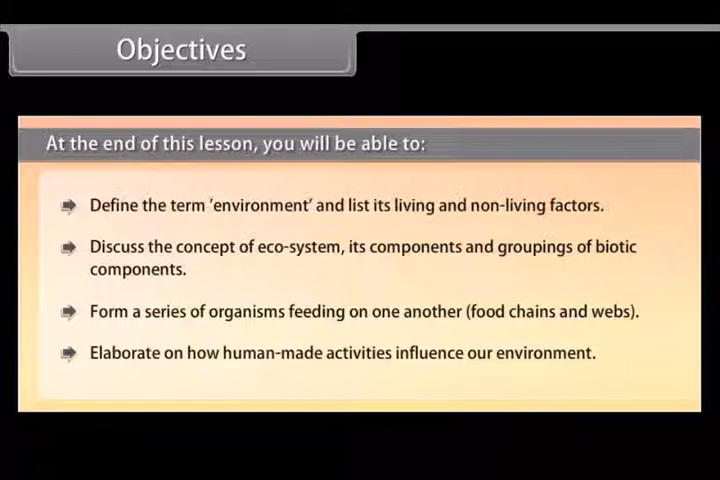 Objectives
At the end of this lesson, you will be able to:
Define the term 'environment' and list its living and non-living factors.
Discuss the concept of eco-system, its components and groupings of biotic
components.
Form a series of organisms feeding on one another (food chains and webs).
Elaborate on how human-made activities influence our environment.